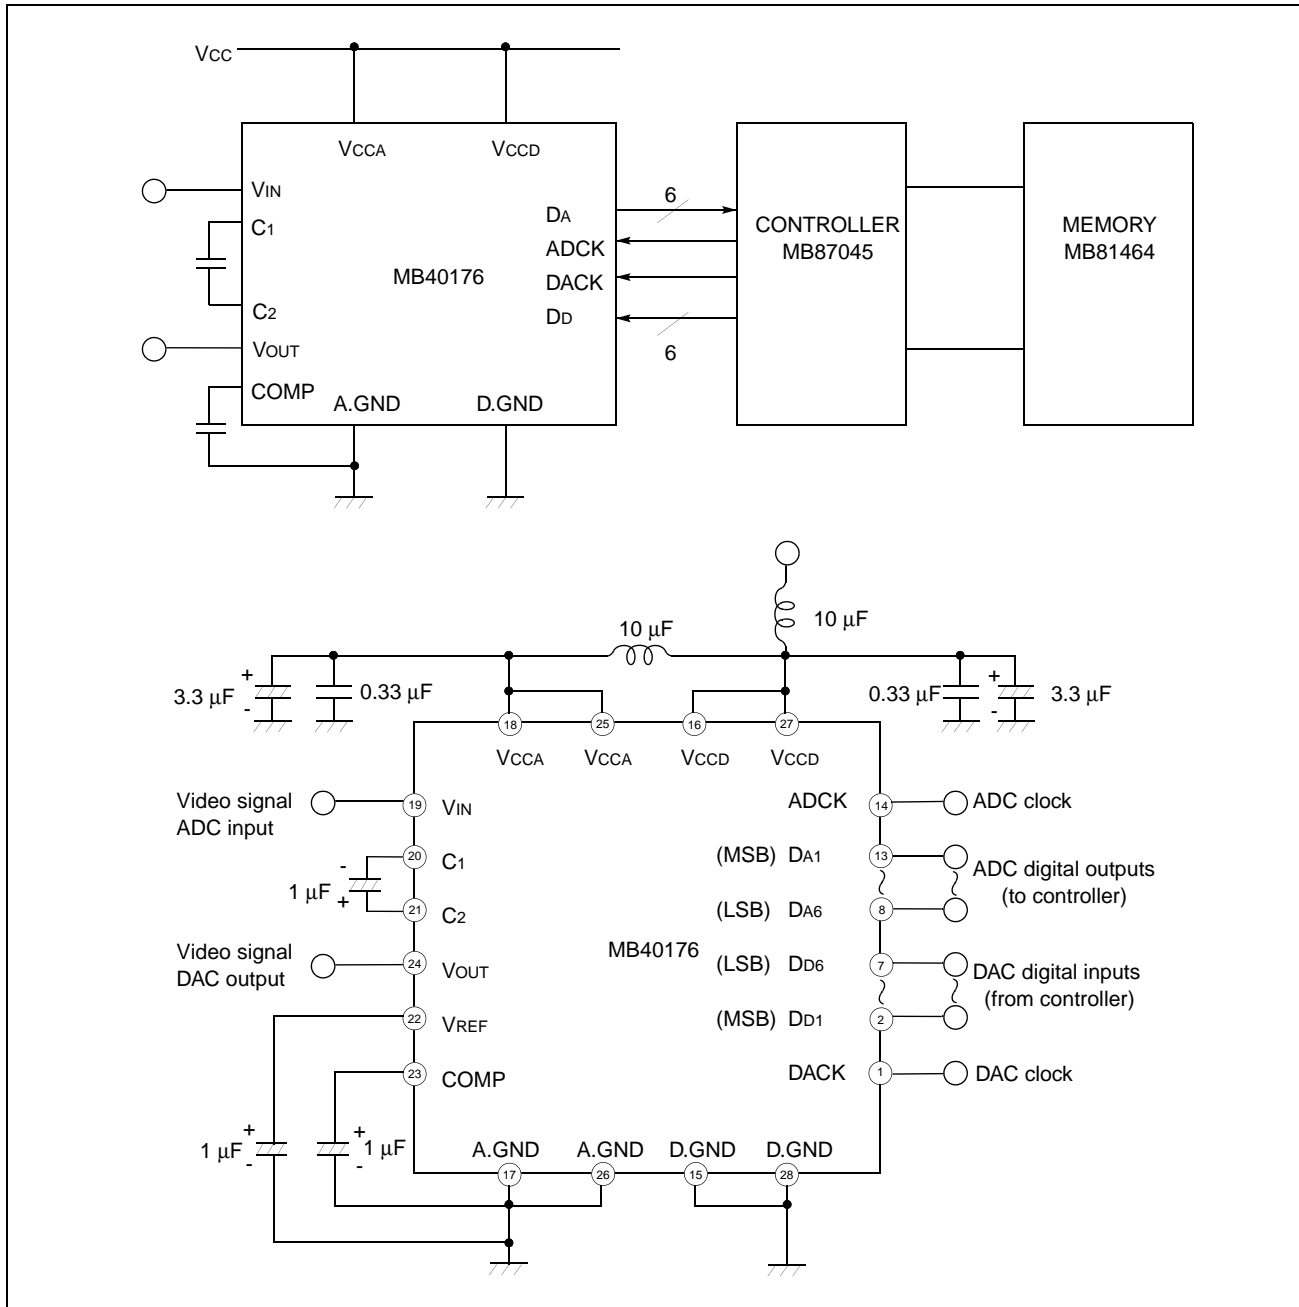 VCC
VCCA VCCD
VIN
C1
C2
VOUT
COMP
MB40176
DA
ADCK
DACK
DD
A.GND D.GND
6
6
CONTROLLER
MB87045
MEMORY
MB81464
10 µF
10 µF
+
3.3 µF
-
0.33 µF
0.33 µF
+
3.3 µF
-
18 25 16 27
VCCA VCCA VCCD VCCD
Video signal
ADC input
19 VIN
20 C1
-
1 µF
+
21 C2
Video signal
DAC output
24 VOUT
22 VREF
23 COMP
MB40176
ADCK 14 ADC clock
(MSB) DA1 13
ADC digital outputs
(to controller)
(LSB) DA6 8
(LSB) DD6 7
DAC digital inputs
(from controller)
(MSB) DD1 2
DACK 1 DAC clock
+
1 µF
-
+
1 µF
-
A.GND A.GND D.GND D.GND
17 26 15 28